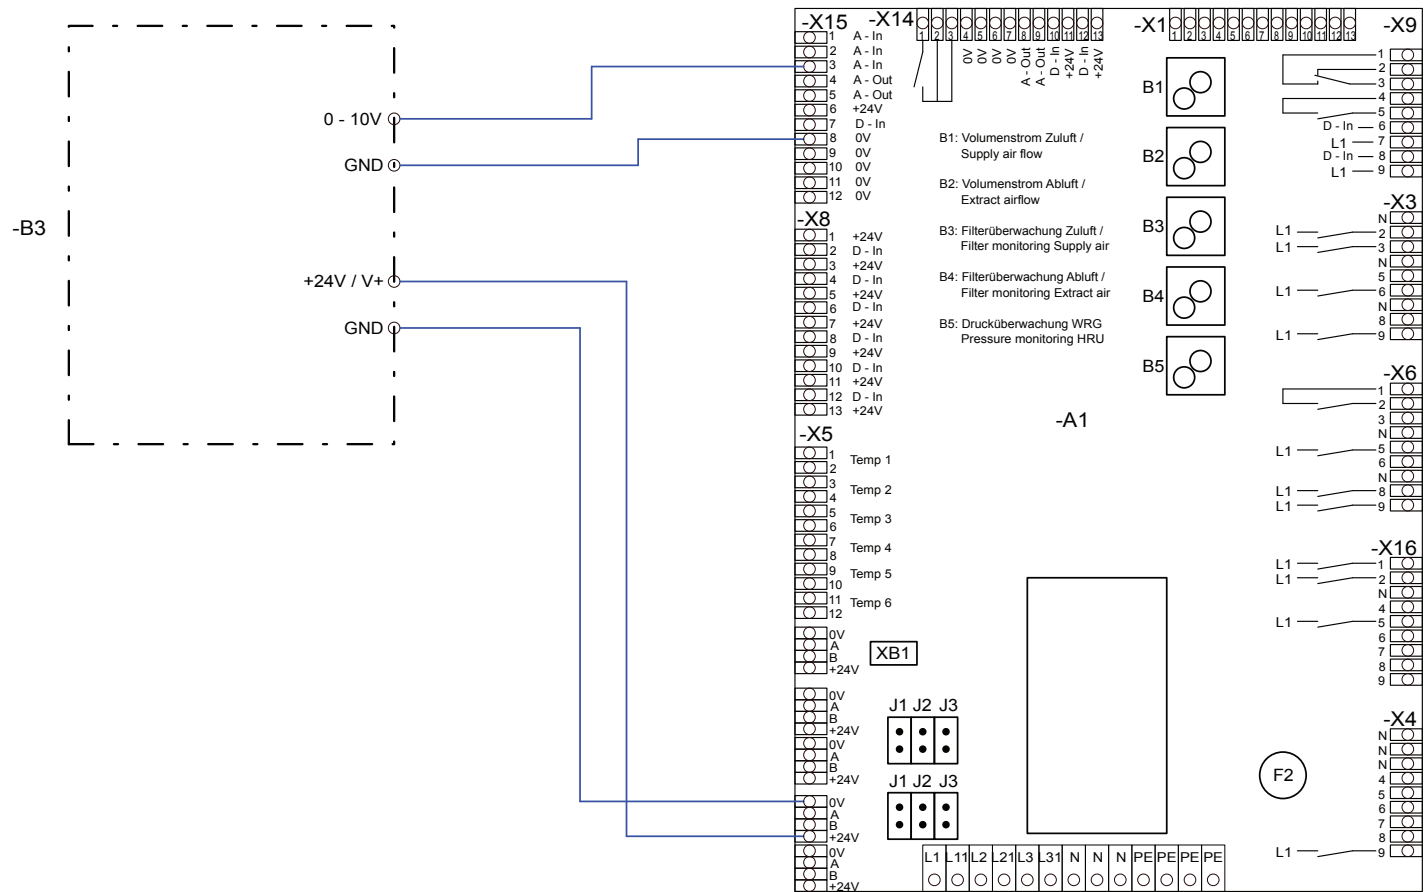 -B3
0 - 10V
GND
+24V / V+
GND
-X15
1 A - In
2 A - In
3 A - In
4 A - Out
5 A - Out
6 +24V
7 D - In
8 0V
9 0V
10 0V
11 0V
12 0V
-X8
1 +24V
2 D - In
3 +24V
4 D - In
5 +24V
6 D - In
7 +24V
8 D - In
9 +24V
10 D - In
11 +24V
12 D - In
13 +24V
-X5
1
2
Temp 1
3
4
Temp 2
5
6
Temp 3
7
8
Temp 4
9
10
Temp 5
11
12
Temp 6
0V
A
B
+24V
0V
A
B
+24V
0V
A
B
+24V
0V
A
B
+24V
0V
A
B
+24V
-X14
1 2 3 4 5 6 7 8 9 10 11 12 13
0V
0V
0V
0V
A - Out
A - Out
D - In
+24V
D - In
+24V
B1: Volumenstrom Zuluft /
Supply air flow
B2: Volumenstrom Abluft /
Extract airflow
B3: Filterüberwachung Zuluft /
Filter monitoring Supply air
B4: Filterüberwachung Abluft /
Filter monitoring Extract air
B5: Drucküberwachung WRG
Pressure monitoring HRU
-A1
XB1
J1 J2 J3
J1 J2 J3
L1 L11 L2 L21 L3 L31 N N N PE PE PE PE
-X1
1 2 3 4 5 6 7 8 9 10 11 12 13
B1
B2
B3
B4
B5
F2
-X9
1
2
3
4
5
D - In 6
L1 7
D - In 8
L1 9
-X3
N
L1 2
L1 3
N
5
L1 6
N
8
L1 9
-X6
1
2
3
N
L1 5
6
N
L1 8
L1 9
-X16
L1 1
L1 2
N
4
L1 5
6
7
8
9
-X4
N
N
N
4
5
6
7
8
L1 9